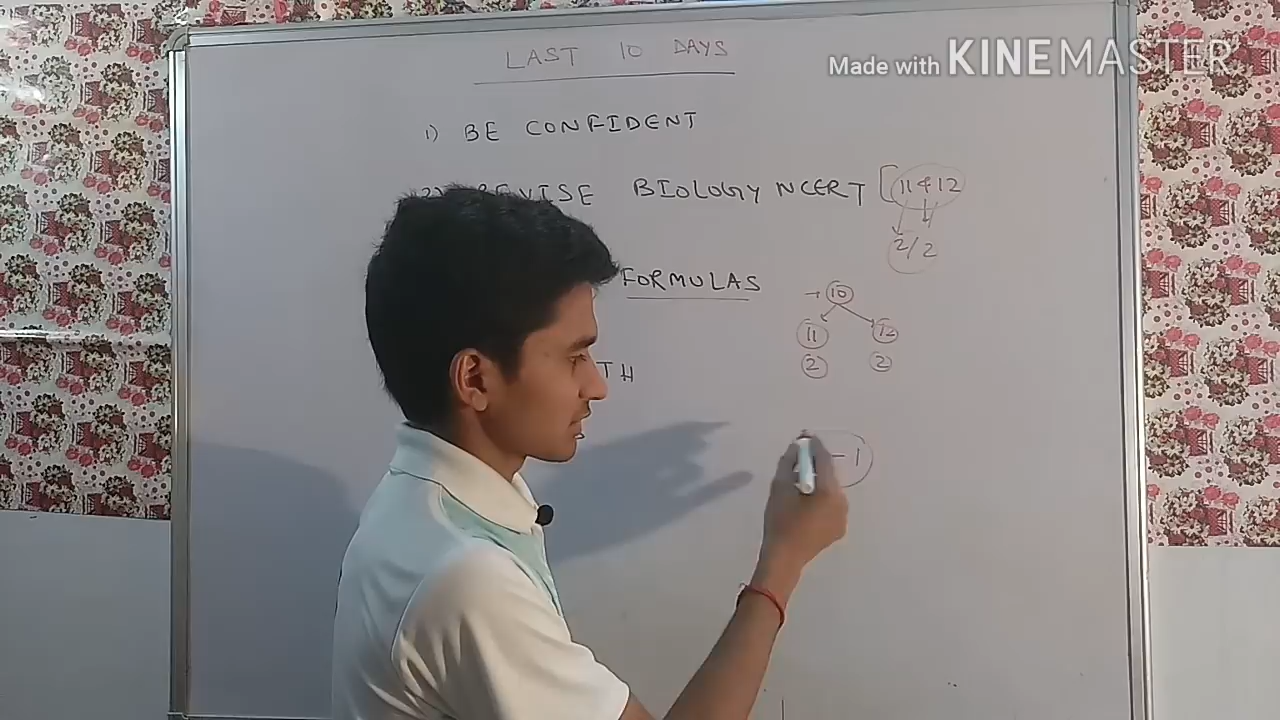 LAST 10 DAYS
Made with KINEMASTER
1) BE CONFIDENT
2) REVISE BIOLOGY NCERT [11 & 12
2/2
FORMULAS
10
11 12
2 2
TH
- 1